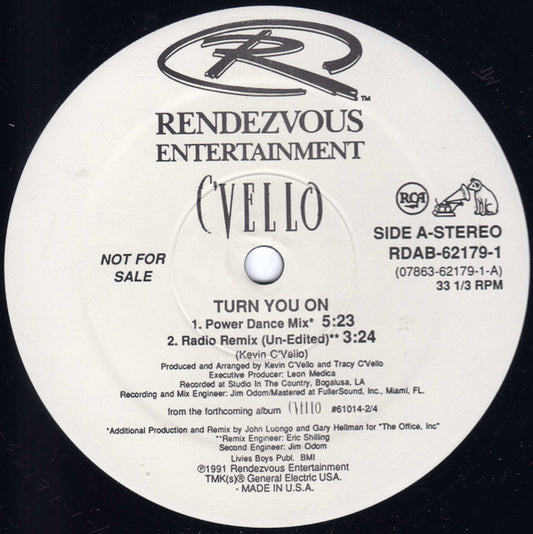 R ™
RENDEZVOUS
ENTERTAINMENT
C'VELLO
RCA
NOT FOR
SALE
SIDE A-STEREO
RDAB-62179-1
(07863-62179-1-A)
33 1/3 RPM
TURN YOU ON
1. Power Dance Mix* 5:23
2. Radio Remix (Un-Edited)** 3:24
(Kevin C'Vello)
Produced and Arranged by Kevin C'Vello and Tracy C'Vello
Executive Producer: Leon Medica
Recorded at Studio In The Country, Bogalusa, LA
Recording and Mix Engineer: Jim Odom/Mastered at FullerSound, Inc., Miami, FL.
from the forthcoming album C'VELLO #61014-2/4
*Additional Production and Remix by John Luongo and Gary Hellman for "The Office, Inc"
**Remix Engineer: Eric Shilling
Second Engineer: Jim Odom
Livies Boys Publ. BMI
℗1991 Rendezvous Entertainment
TMK(s)® General Electric USA.
- MADE IN U.S.A.